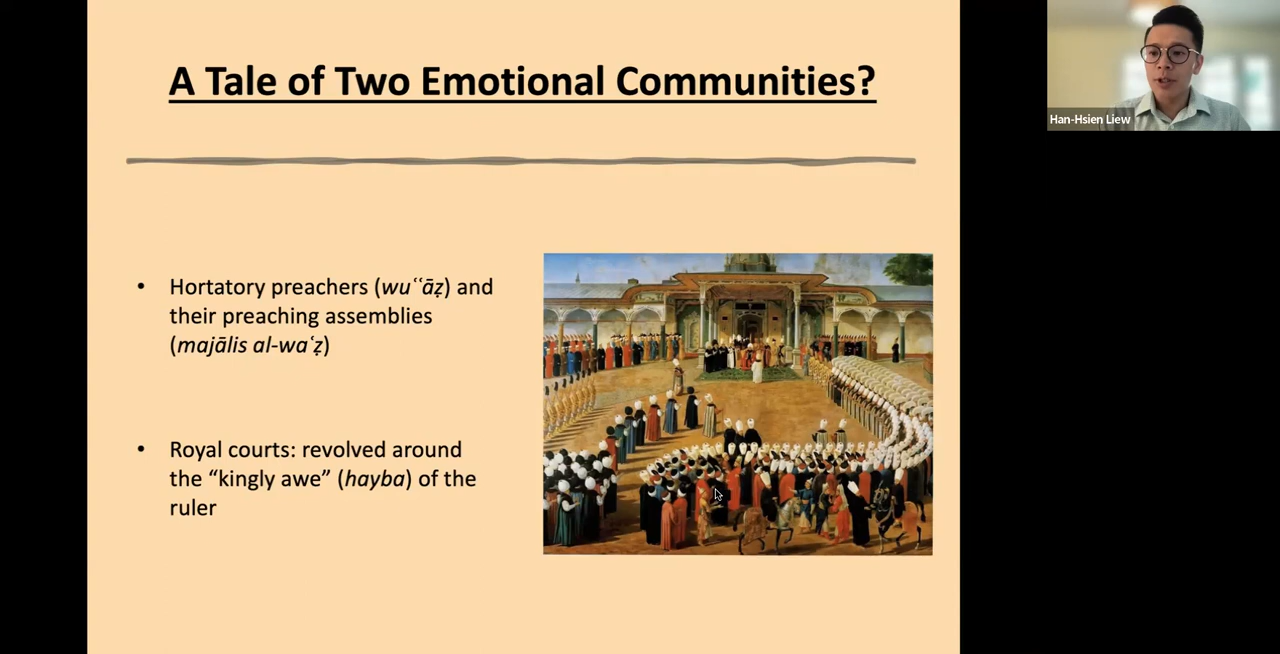 A Tale of Two Emotional Communities?
Han-Hsien Liew
• Hortatory preachers (wuʿʿāẓ) and
their preaching assemblies
(majālis al-waʿẓ)
• Royal courts: revolved around
the “kingly awe” (hayba) of the
ruler